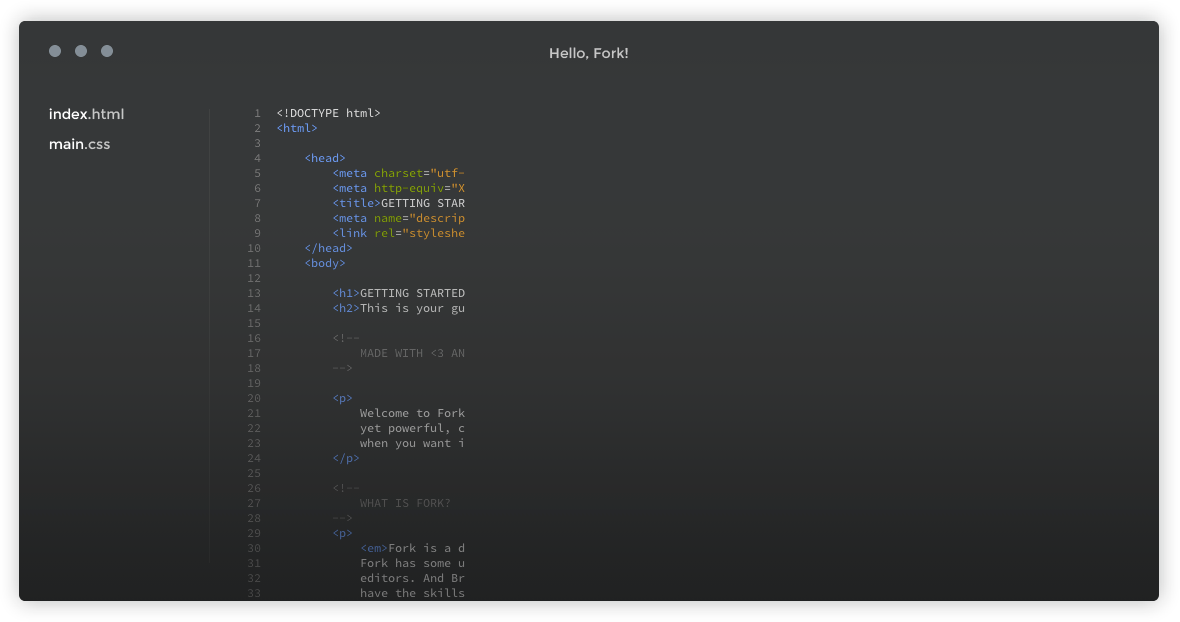 Hello, Fork!
index.html
main.css
1 <!DOCTYPE html>
2 <html>
3
4 <head>
5 <meta charset="utf-
6 <meta http-equiv="X
7 <title>GETTING STAR
8 <meta name="descrip
9 <link rel="styleshe
10 </head>
11 <body>
12
13 <h1>GETTING STARTED
14 <h2>This is your gu
15
16 <!--
17 MADE WITH <3 AN
18 -->
19
20 <p>
21 Welcome to Fork
22 yet powerful, c
23 when you want i
24 </p>
25
26 <!--
27 WHAT IS FORK?
28 -->
29 <p>
30 <em>Fork is a d
31 Fork has some u
32 editors. And Br
33 have the skills